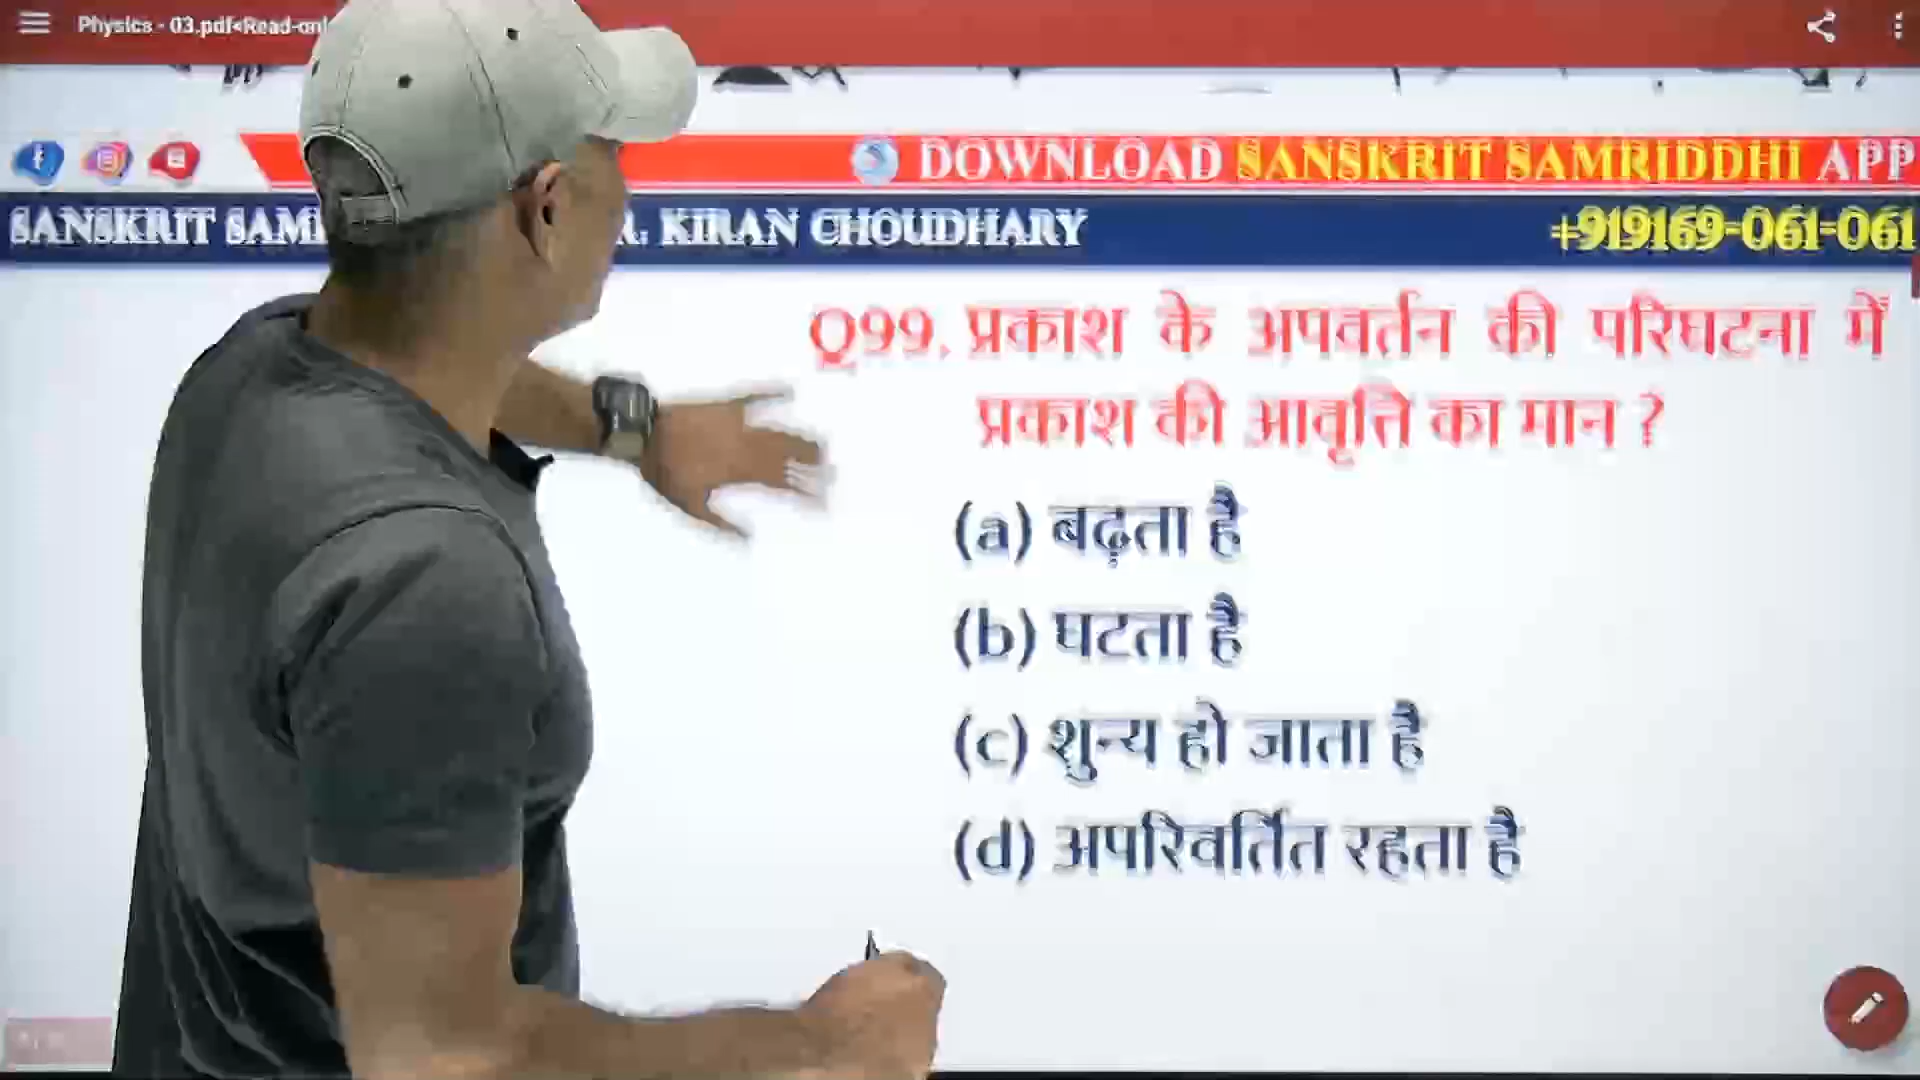 Physics - 03.pdf<Read-onl
DOWNLOAD SANSKRIT SAMRIDDHI APP
SANSKRIT SAM
R. KIRAN CHOUDHARY
+919169-061-061
Q99. प्रकाश के अपवर्तन की परिघटना में
प्रकाश की आवृत्ति का मान ?
(a) बढ़ता है
(b) घटता है
(c) शुन्य हो जाता है
(d) अपरिवर्तित रहता है